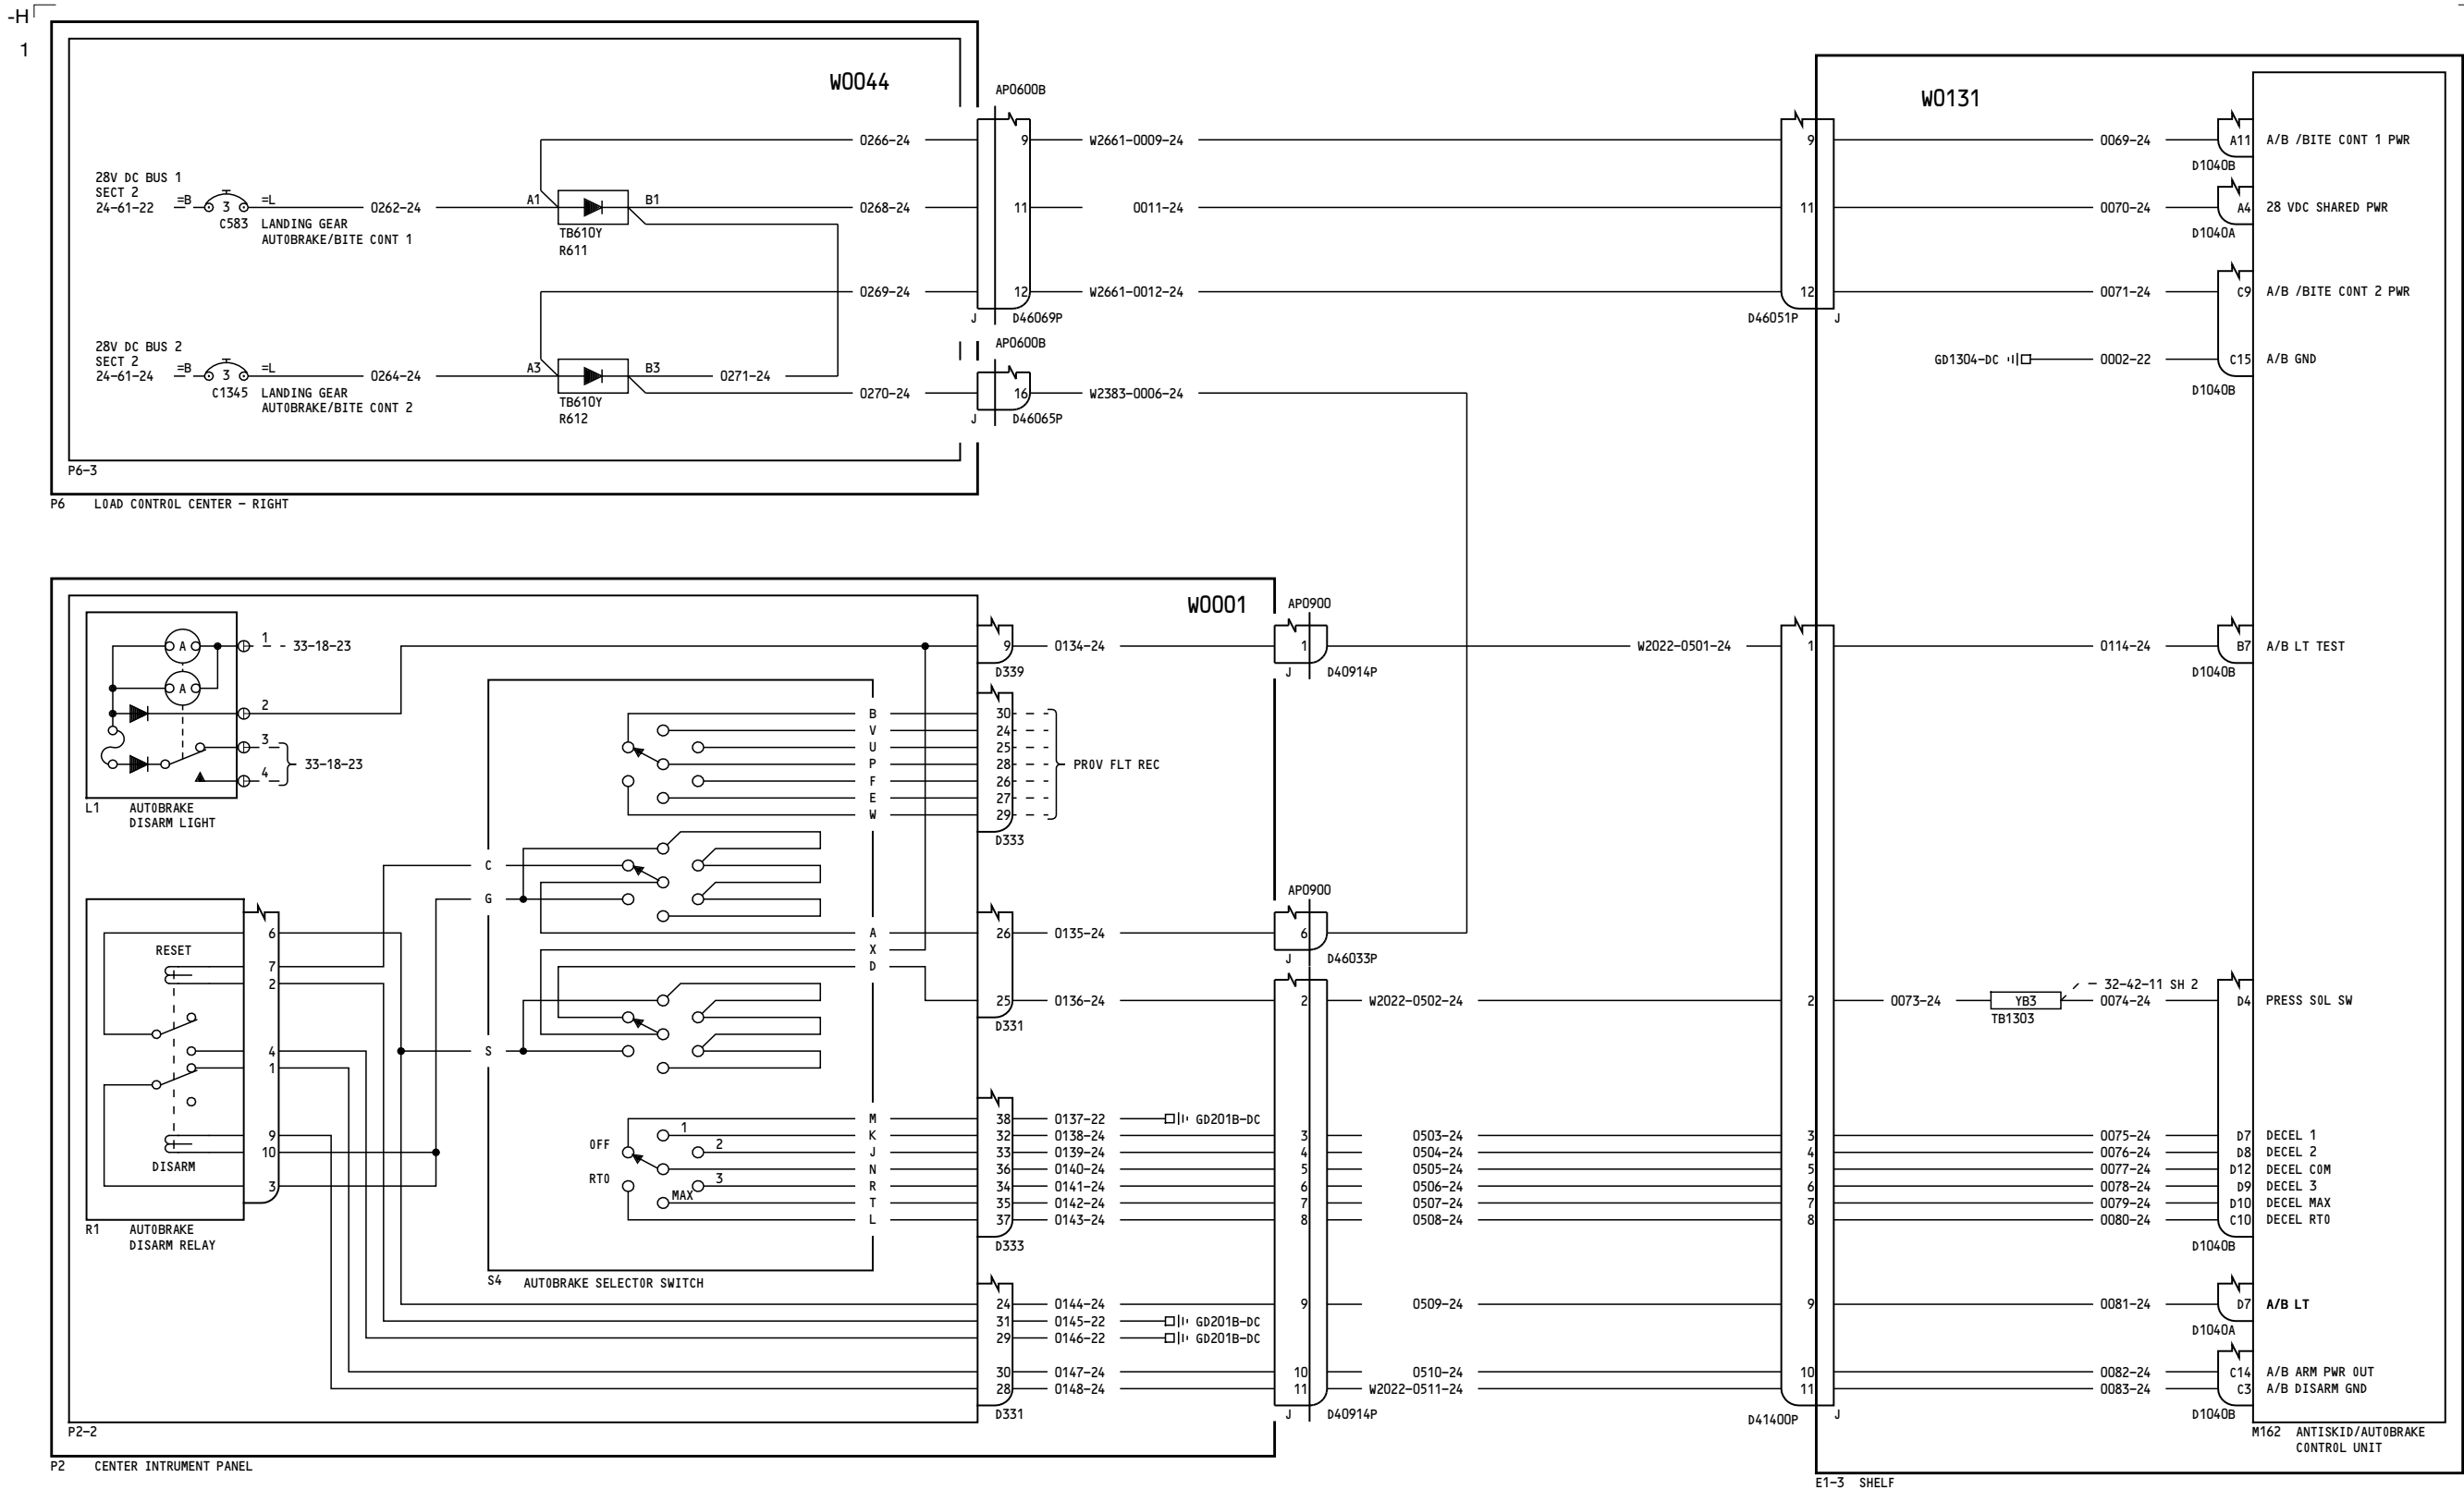 -H
1
W0044
AP0600B
W0131
0266-24
9
W2661-0009-24
9
0069-24
A11
A/B /BITE CONT 1 PWR
D1040B
28V DC BUS 1
SECT 2
24-61-22
=B
3
=L
C583
LANDING GEAR
AUTOBRAKE/BITE CONT 1
0262-24
A1
B1
TB610Y
R611
0268-24
11
0011-24
11
0070-24
A4
28 VDC SHARED PWR
D1040A
0269-24
12
W2661-0012-24
12
0071-24
C9
A/B /BITE CONT 2 PWR
J
D46069P
D46051P
J
28V DC BUS 2
SECT 2
24-61-24
=B
3
=L
C1345
LANDING GEAR
AUTOBRAKE/BITE CONT 2
0264-24
A3
B3
0271-24
TB610Y
R612
AP0600B
GD1304-DC
0002-22
C15
A/B GND
D1040B
0270-24
16
W2383-0006-24
J
D46065P
P6-3
P6 LOAD CONTROL CENTER - RIGHT
W0001
AP0900
A
1
33-18-23
9
0134-24
1
W2022-0501-24
1
0114-24
B7
A/B LT TEST
D339
J
D40914P
D1040B
A
2
3
4
33-18-23
L1 AUTOBRAKE
DISARM LIGHT
B
30
V
24
U
25
P
28
PROV FLT REC
F
26
E
27
W
29
D333
C
G
AP0900
A
26
0135-24
6
X
D
J
D46033P
25
0136-24
2
W2022-0502-24
2
0073-24
YB3
TB1303
0074-24
32-42-11 SH 2
D4
PRESS SOL SW
D331
S
RESET
6
7
2
4
1
9
10
3
DISARM
R1 AUTOBRAKE
DISARM RELAY
OFF
RTO
1
2
3
MAX
M
38
0137-22
GD201B-DC
K
32
0138-24
3
0503-24
3
0075-24
D7
DECEL 1
J
33
0139-24
4
0504-24
4
0076-24
D8
DECEL 2
N
36
0140-24
5
0505-24
5
0077-24
D12
DECEL COM
R
34
0141-24
6
0506-24
6
0078-24
D9
DECEL 3
T
35
0142-24
7
0507-24
7
0079-24
D10
DECEL MAX
L
37
0143-24
8
0508-24
8
0080-24
C10
DECEL RTO
D333
D1040B
S4 AUTOBRAKE SELECTOR SWITCH
24
0144-24
9
0509-24
9
0081-24
D7
A/B LT
31
0145-22
GD201B-DC
29
0146-22
GD201B-DC
D1040A
30
0147-24
10
0510-24
10
0082-24
C14
A/B ARM PWR OUT
28
0148-24
11
W2022-0511-24
11
0083-24
C3
A/B DISARM GND
D331
J
D40914P
D41400P
J
D1040B
P2-2
M162 ANTISKID/AUTOBRAKE
CONTROL UNIT
P2 CENTER INTRUMENT PANEL
E1-3 SHELF